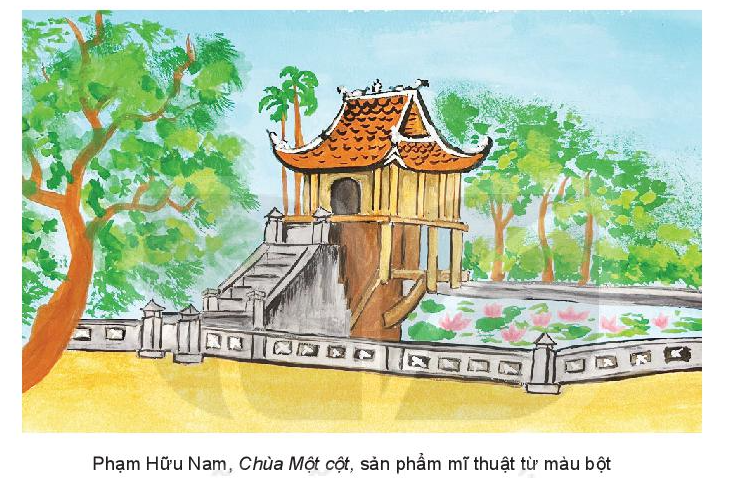 Phạm Hữu Nam, Chùa Một cột, sản phẩm mĩ thuật từ màu bột